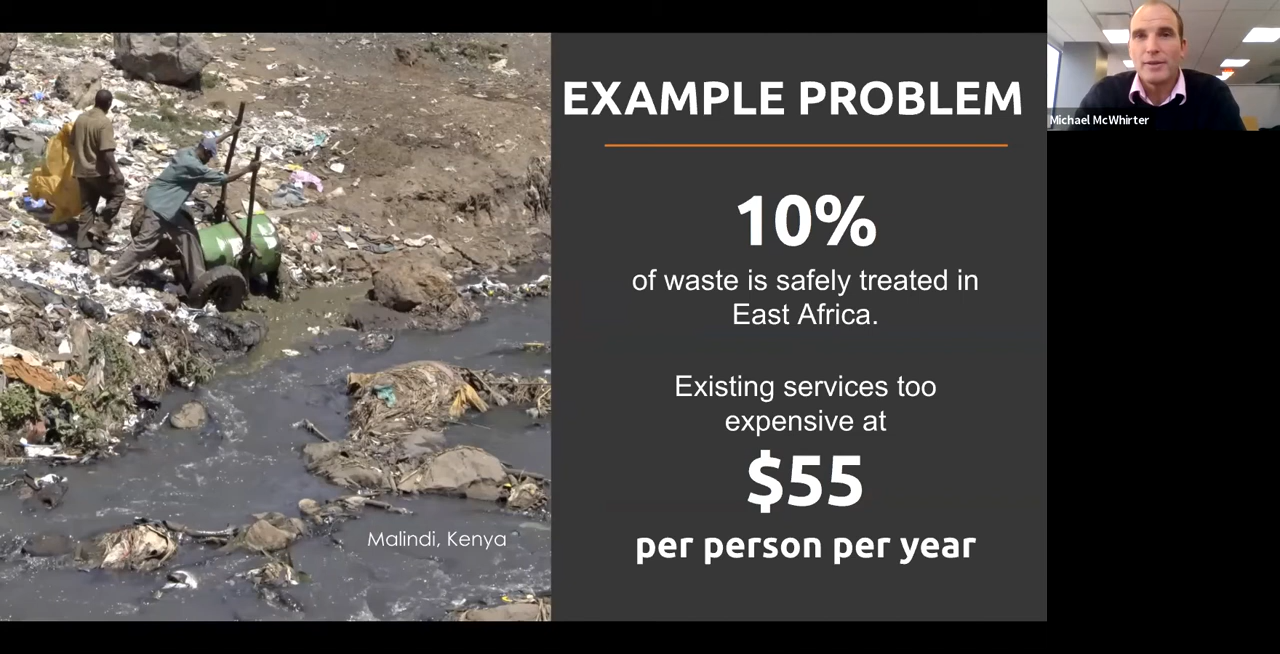 EXAMPLE PROBLEM
10%
of waste is safely treated in
East Africa.
Existing services too
expensive at
$55
per person per year
Malindi, Kenya
Michael McWhirter